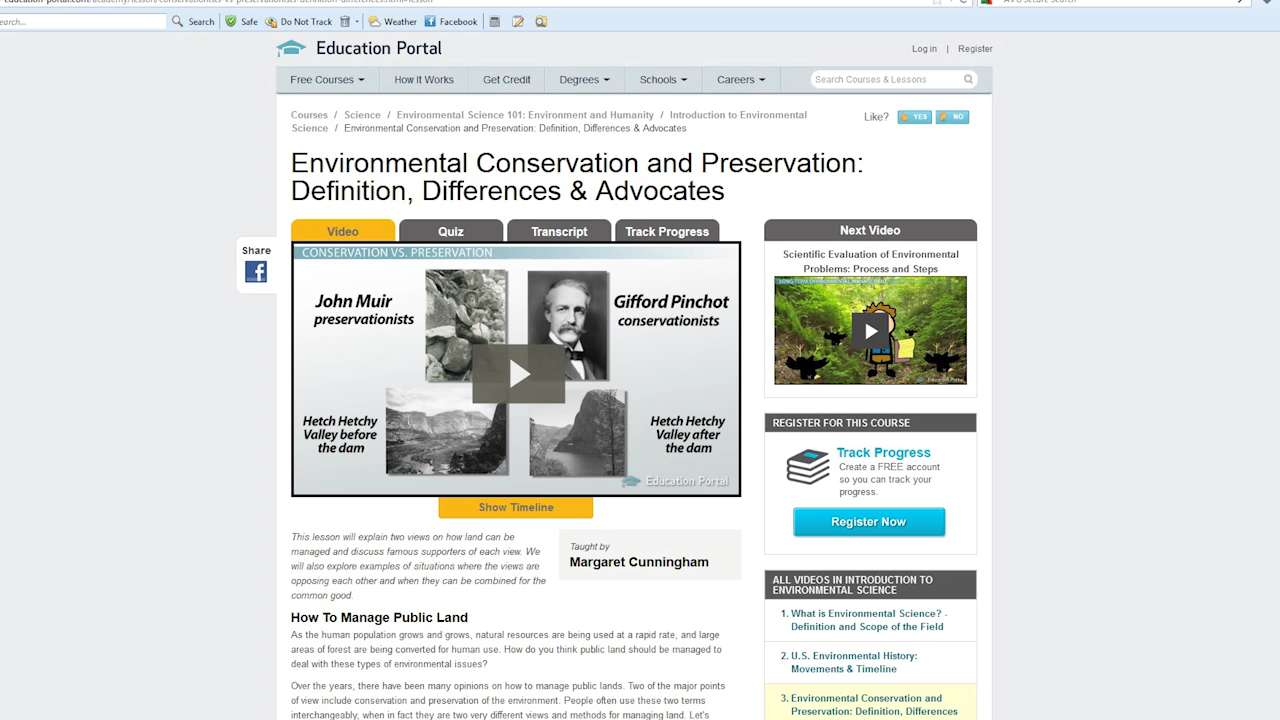 education-portal.com/academy/lesson/conservationists-vs-preservationists-definition-differences.html#lesson
earch...
Search
Safe
Do Not Track
Weather
Facebook
Education Portal
Log in | Register
Free Courses
How It Works
Get Credit
Degrees
Schools
Careers
Search Courses & Lessons
Courses / Science / Environmental Science 101: Environment and Humanity / Introduction to Environmental
Science / Environmental Conservation and Preservation: Definition, Differences & Advocates
Like?
YES
NO
Environmental Conservation and Preservation:
Definition, Differences & Advocates
Share
Video
Quiz
Transcript
Track Progress
CONSERVATION VS. PRESERVATION
John Muir
preservationists
Gifford Pinchot
conservationists
Hetch Hetchy
Valley before
the dam
Hetch Hetchy
Valley after
the dam
Education Portal
Show Timeline
This lesson will explain two views on how land can be
managed and discuss famous supporters of each view. We
will also explore examples of situations where the views are
opposing each other and when they can be combined for the
common good.
Taught by
Margaret Cunningham
How To Manage Public Land
As the human population grows and grows, natural resources are being used at a rapid rate, and large
areas of forest are being converted for human use. How do you think public land should be managed to
deal with these types of environmental issues?
Over the years, there have been many opinions on how to manage public lands. Two of the major points
of view include conservation and preservation of the environment. People often use these two terms
interchangeably, when in fact they are two very different views and methods for managing land. Let's
Next Video
Scientific Evaluation of Environmental
Problems: Process and Steps
Education Portal
REGISTER FOR THIS COURSE
Track Progress
Create a FREE account
so you can track your
progress.
Register Now
ALL VIDEOS IN INTRODUCTION TO
ENVIRONMENTAL SCIENCE
1. What is Environmental Science? -
Definition and Scope of the Field
2. U.S. Environmental History:
Movements & Timeline
3. Environmental Conservation and
Preservation: Definition, Differences